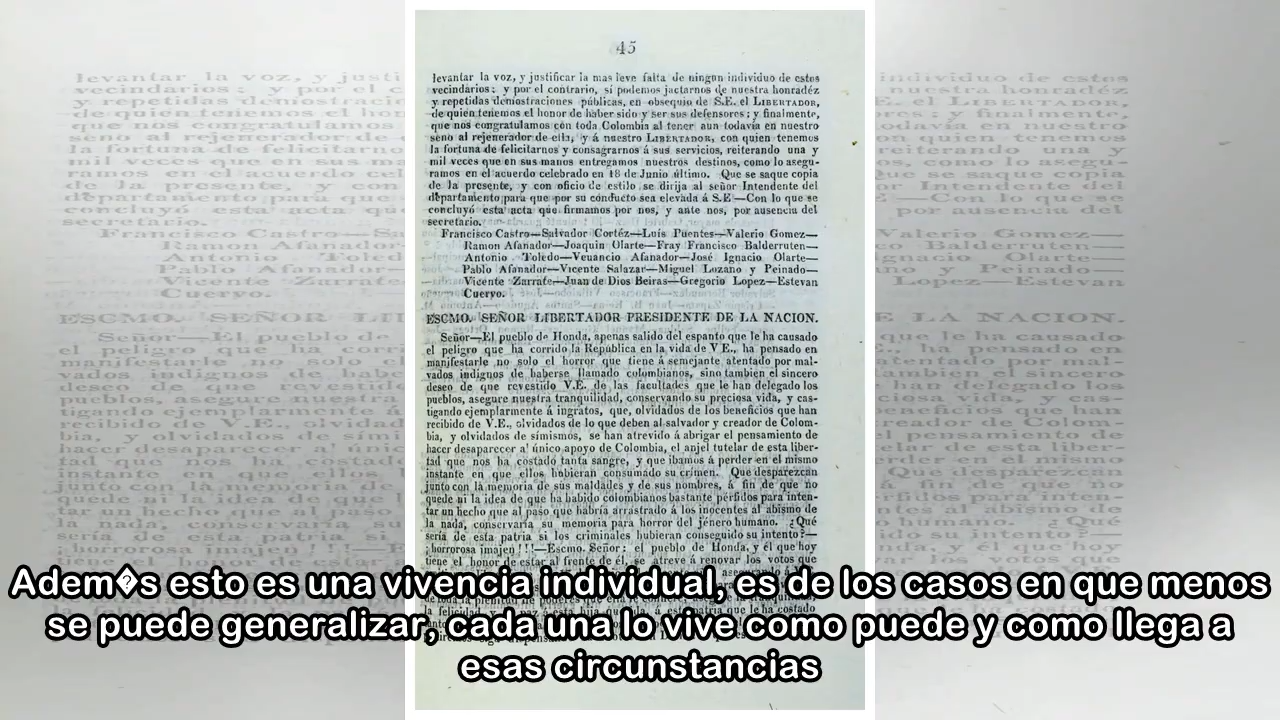 45
levantar la voz, y justificar la mas leve falta de ningun individuo de estos
vecindarios: y por el contrario, si podemos jactarnos de nuestra honradéz
y repetidas demostraciones públicas, en obsequio de S.E. el LIBERTADOR,
de quien tenemos el honor de haber sido y ser sus defensores; y finalmente,
que nos congratulamos con toda Colombia al tener aun todavia en nuestro
seno al rejenerador de ella, y á nuestro LIBERTADOR, con quien tenemos
la fortuna de felicitarnos y consagrarnos á sus servicios, reiterando una y
mil veces que en sus manos entregamos nuestros destinos, como lo asegu-
ramos en el acuerdo celebrado en 18 de Junio último. Que se saque copia
de la presente, y con oficio de estilo se dirija al señor Intendente del
departamento para que por su conducto sea elevada á S.E—Con lo que se
concluyó esta acta que firmamos por nos, y ante nos, por ausencia del
secretario.
Francisco Castro—Salvador Cortéz—Luis Puentes—Valerio Gomez—
Ramon Afanador—Joaquin Olarte—Fray Francisco Balderruten—
Antonio Toledo—Veuancio Afanador—José Ignacio Olarte—
Pablo Afanador—Vicente Salazar—Miguel Lozano y Peinado—
Vicente Zarrate—Juan de Dios Beiras—Gregorio Lopez—Estevan
Cuervo.
ESCMO. SEÑOR LIBERTADOR PRESIDENTE DE LA NACION.
Señor—El pueblo de Honda, apenas salido del espanto que le ha causado
el peligro que ha corrido la República en la vida de V E., ha pensado en
manifestarle no solo el horror que tiene á semejante atentado por mal-
vados indignos de haberse llamado colombianos, sino tambien el sincero
deseo de que revestido V.E. de las facultades que le han delegado los
pueblos, asegure nuestra tranquilidad, conservando su preciosa vida, y cas-
tigando ejemplarmente á ingratos, que, olvidados de los beneficios que han
recibido de V.E., olvidados de lo que deben al salvador y creador de Colom-
bia, y olvidados de símismos, se han atrevido á abrigar el pensamiento de
hacer desaparecer a' único apoyo de Colombia, el anjel tutelar de esta liber-
tad que nos ha costado tanta sangre, y que ibamos á perder en el mismo
instante en que ellos hubieran consumado su crimen. Que desparezcan
junto con la memoria de sus maldades y de sus nombres, á fin de que no
quede ni la idea de que ha habido colombianos bastante pérfidos para inten-
tar un hecho que al paso que habria arrastrado á los inocentes al abismo de
la nada, conservaria su memoria para horror del jénero humano. ¿Qué
sería de esta patria si los criminales hubieran conseguido su intento?—
¡horrorosa imajen!!!—Escmo. Señor: el pueblo de Honda, y él que hoy
tiene el honor de estar al frente de él, se atreve á renovar los votos que
Adem�s esto es una vivencia individual, es de los casos en que menos
se puede generalizar, cada una lo vive como puede y como llega a
esas circunstancias